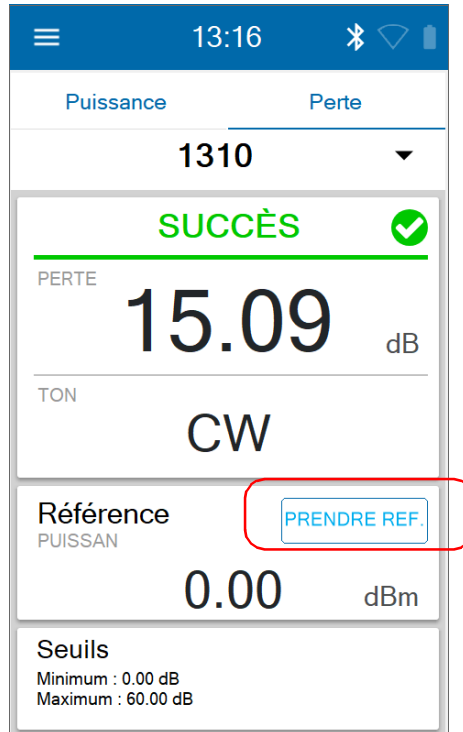 13:16
Puissance Perte
1310
SUCCÈS
PERTE
15.09 dB
TON
CW
Référence PRENDRE REF.
PUISSAN
0.00 dBm
Seuils
Minimum : 0.00 dB
Maximum : 60.00 dB